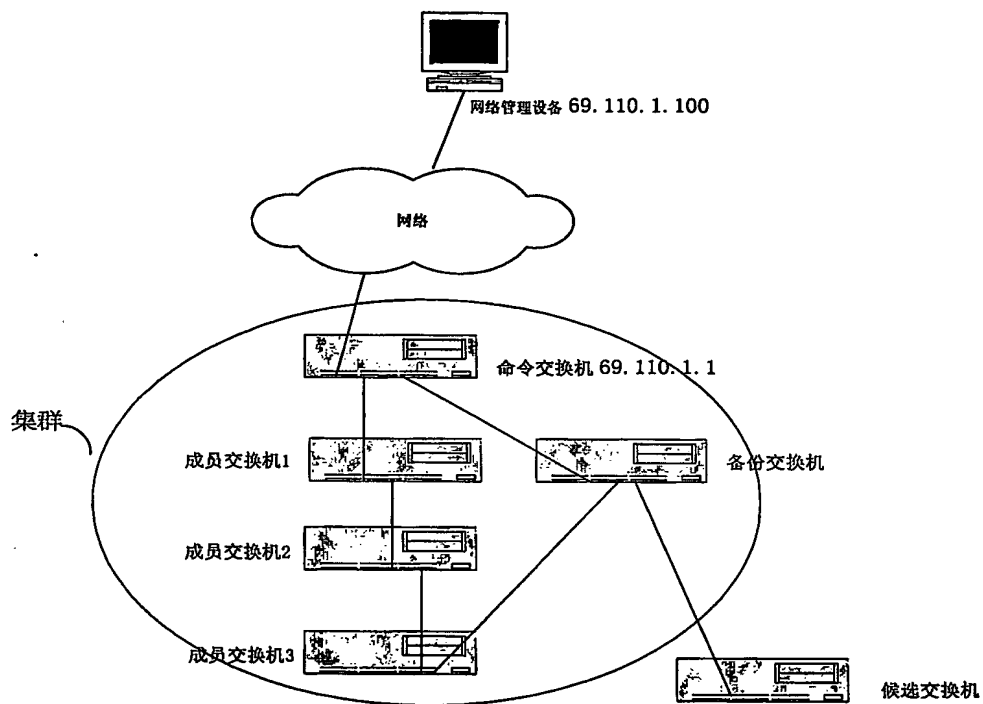 网络管理设备 69.110.1.100
网络
命令交换机 69.110.1.1
集群
成员交换机1
备份交换机
成员交换机2
成员交换机3
候选交换机